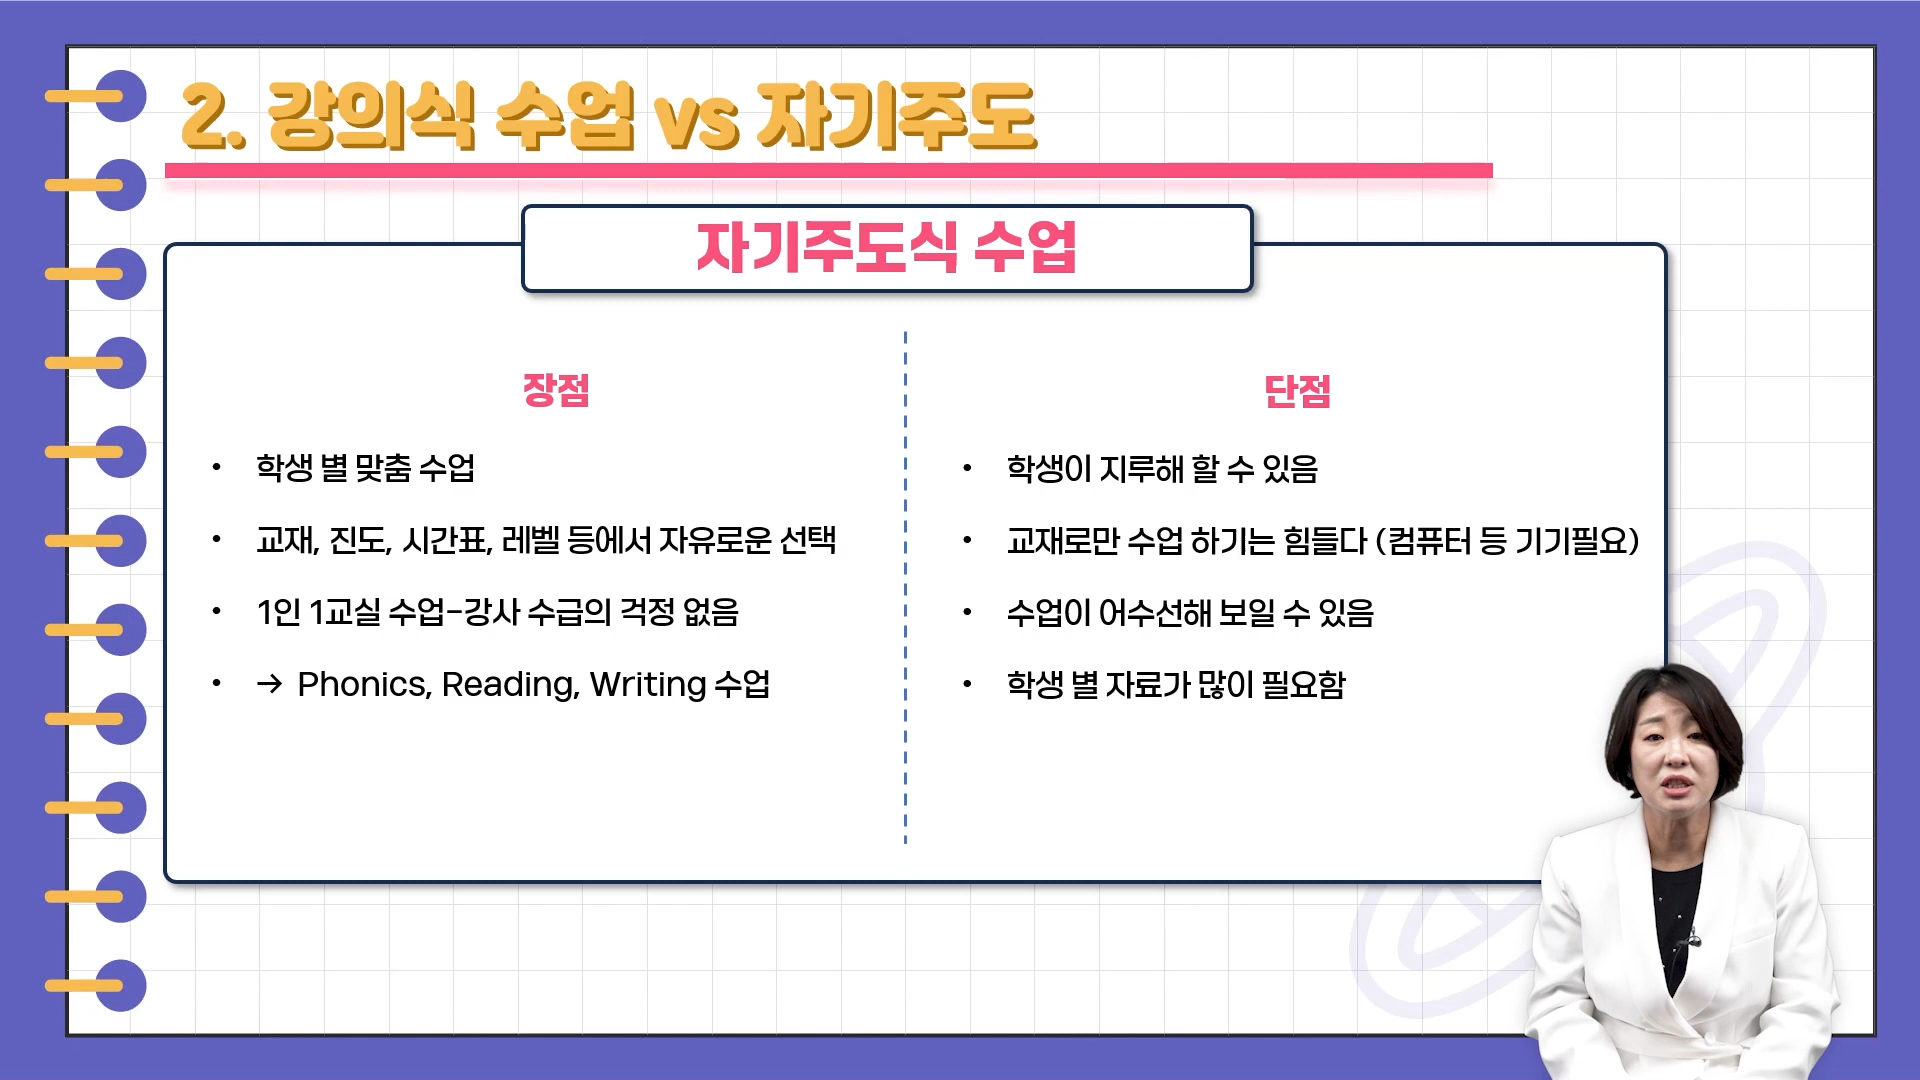 2. 강의식 수업 vs 자기주도
자기주도식 수업
장점
• 학생 별 맞춤 수업
• 교재, 진도, 시간표, 레벨 등에서 자유로운 선택
• 1인 1교실 수업-강사 수급의 걱정 없음
• → Phonics, Reading, Writing 수업
단점
• 학생이 지루해 할 수 있음
• 교재로만 수업 하기는 힘들다 (컴퓨터 등 기기필요)
• 수업이 어수선해 보일 수 있음
• 학생 별 자료가 많이 필요함